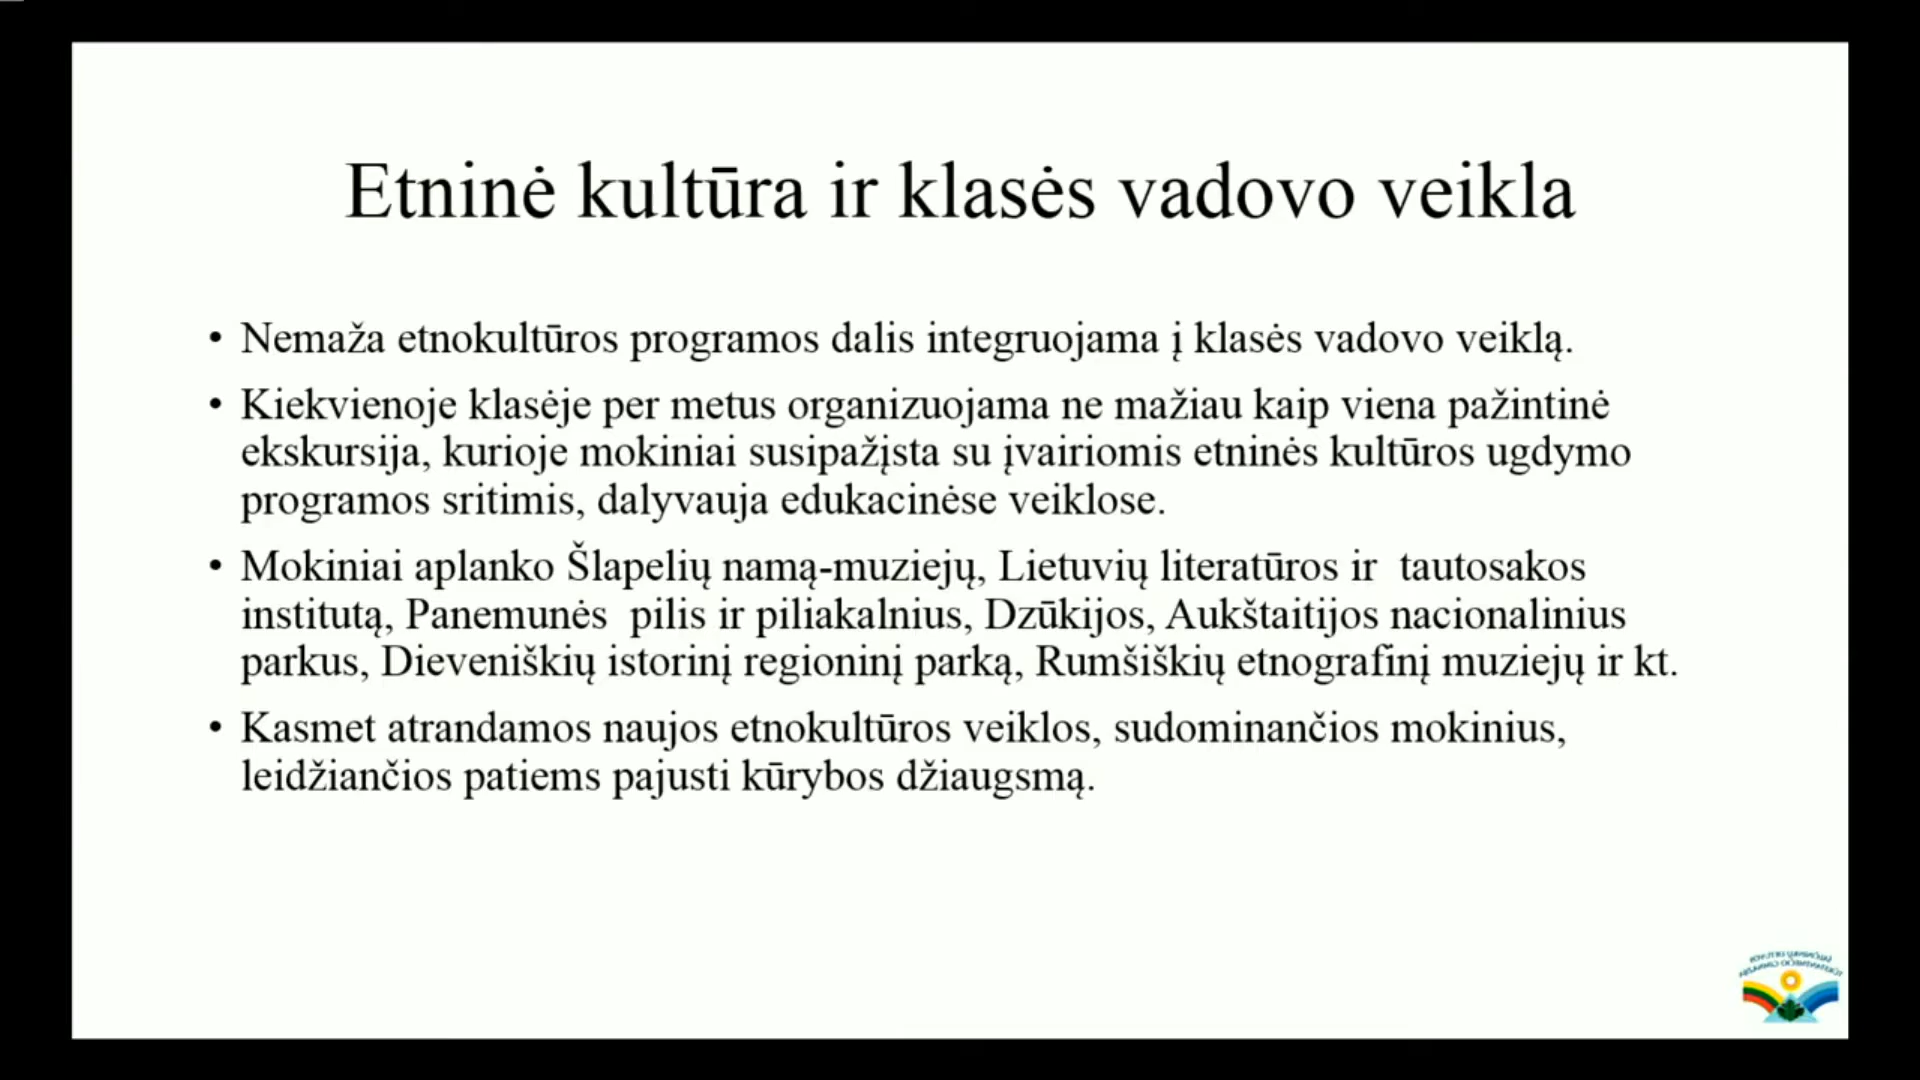 Etninė kultūra ir klasės vadovo veikla
• Nemaža etnokultūros programos dalis integruojama į klasės vadovo veiklą.
• Kiekvienoje klasėje per metus organizuojama ne mažiau kaip viena pažintinė
ekskursija, kurioje mokiniai susipažįsta su įvairiomis etninės kultūros ugdymo
programos sritimis, dalyvauja edukacinėse veiklose.
• Mokiniai aplanko Šlapelių namą-muziejų, Lietuvių literatūros ir  tautosakos
institutą, Panemunės  pilis ir piliakalnius, Dzūkijos, Aukštaitijos nacionalinius
parkus, Dieveniškių istorinį regioninį parką, Rumšiškių etnografinį muziejų ir kt.
• Kasmet atrandamos naujos etnokultūros veiklos, sudominančios mokinius,
leidžiančios patiems pajusti kūrybos džiaugsmą.